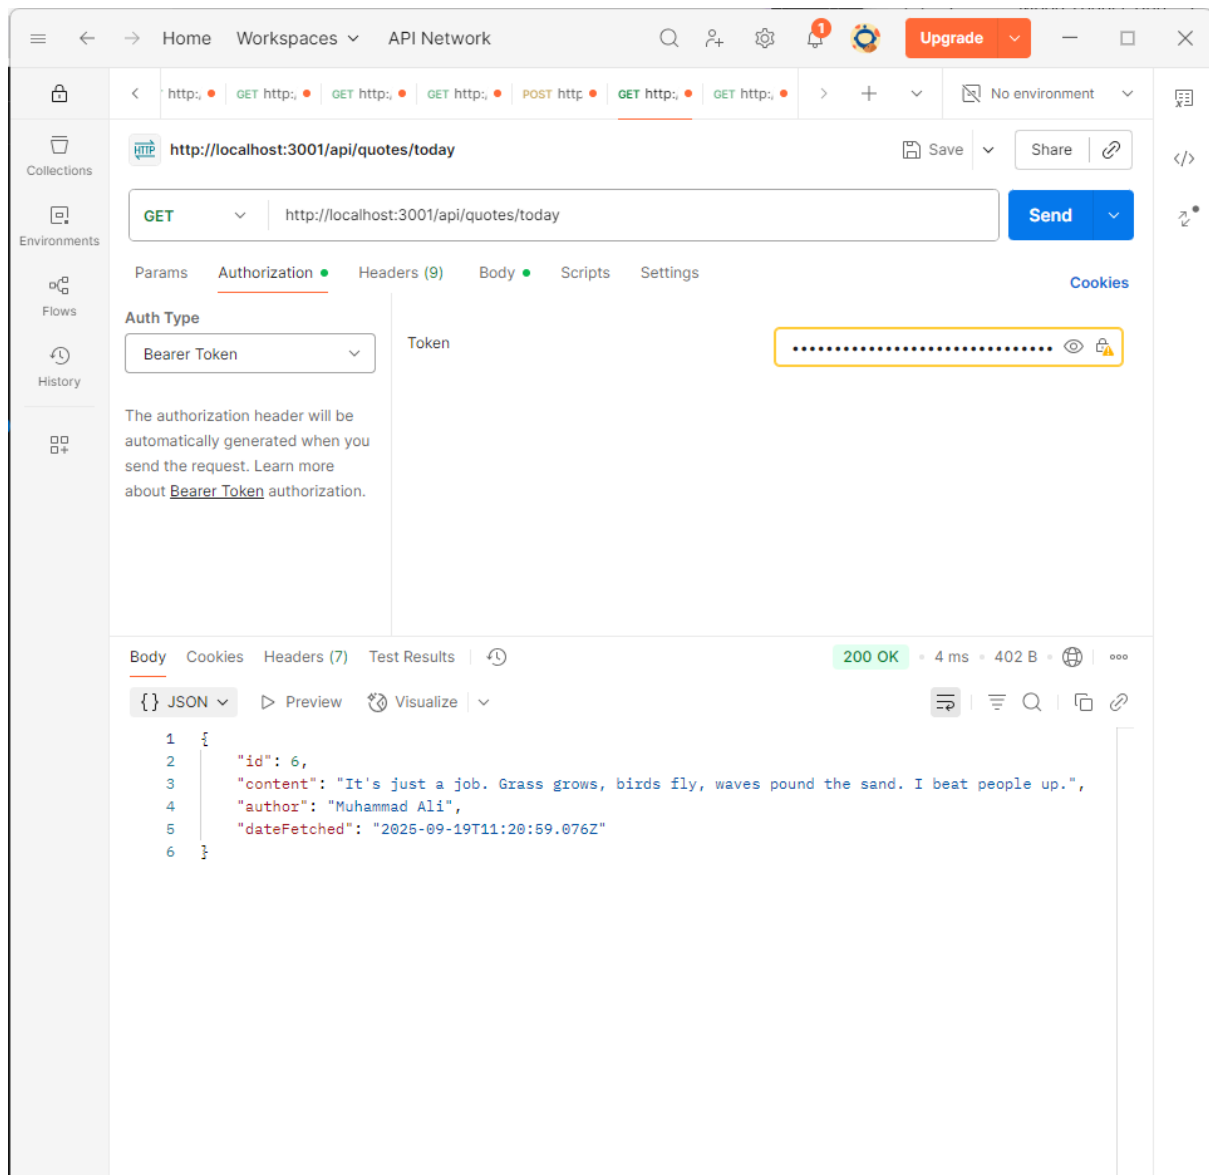 Home Workspaces API Network 1 Upgrade
http:, GET http:, GET http:, GET http:, POST http GET http:, GET http:, No environment
HTTP http://localhost:3001/api/quotes/today Save Share
Collections
GET http://localhost:3001/api/quotes/today Send
Environments
Params Authorization Headers (9) Body Scripts Settings Cookies
Flows
History
Auth Type
Bearer Token
Token
The authorization header will be
automatically generated when you
send the request. Learn more
about Bearer Token authorization.
Body Cookies Headers (7) Test Results 200 OK 4 ms 402 B
{} JSON Preview Visualize
1 {
2 "id": 6,
3 "content": "It's just a job. Grass grows, birds fly, waves pound the sand. I beat people up.",
4 "author": "Muhammad Ali",
5 "dateFetched": "2025-09-19T11:20:59.076Z"
6 }